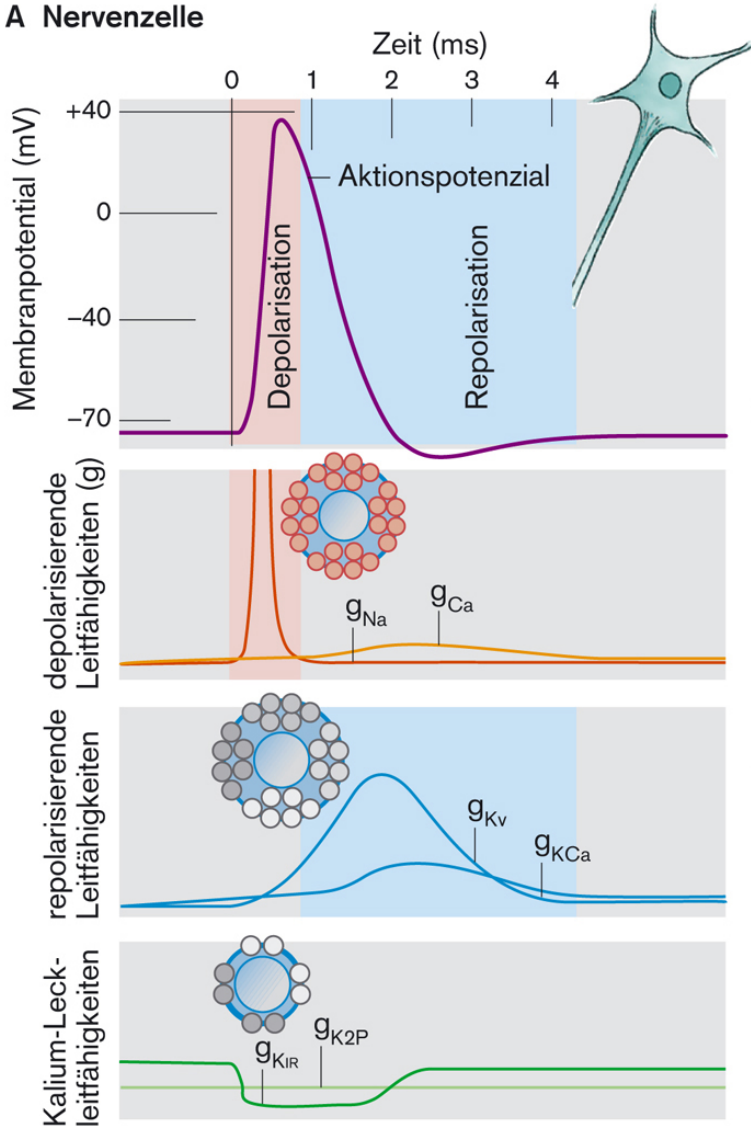 A Nervenzelle
Zeit (ms)
0 1 2 3 4
Membranpotential (mV)
+40
0
−40
−70
Aktionspotenzial
Depolarisation
Repolarisation
depolarisierende
Leitfähigkeiten (g)
gNa
gCa
repolarisierende
Leitfähigkeiten
gKv
gKCa
Kalium-Leck-
leitfähigkeiten
gKIR
gK2P